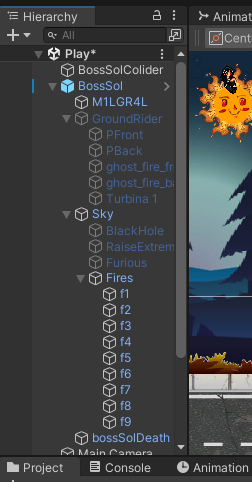 Hierarchy
Animat
All
Cent
Play*
BossSolColider
BossSol
M1LGR4L
GroundRider
PFront
PBack
ghost_fire_fr
ghost_fire_ba
Turbina 1
Sky
BlackHole
RaiseExtrem
Furious
Fires
f1
f2
f3
f4
f5
f6
f7
f8
f9
bossSolDeath
Main Camera
Project Console Animation